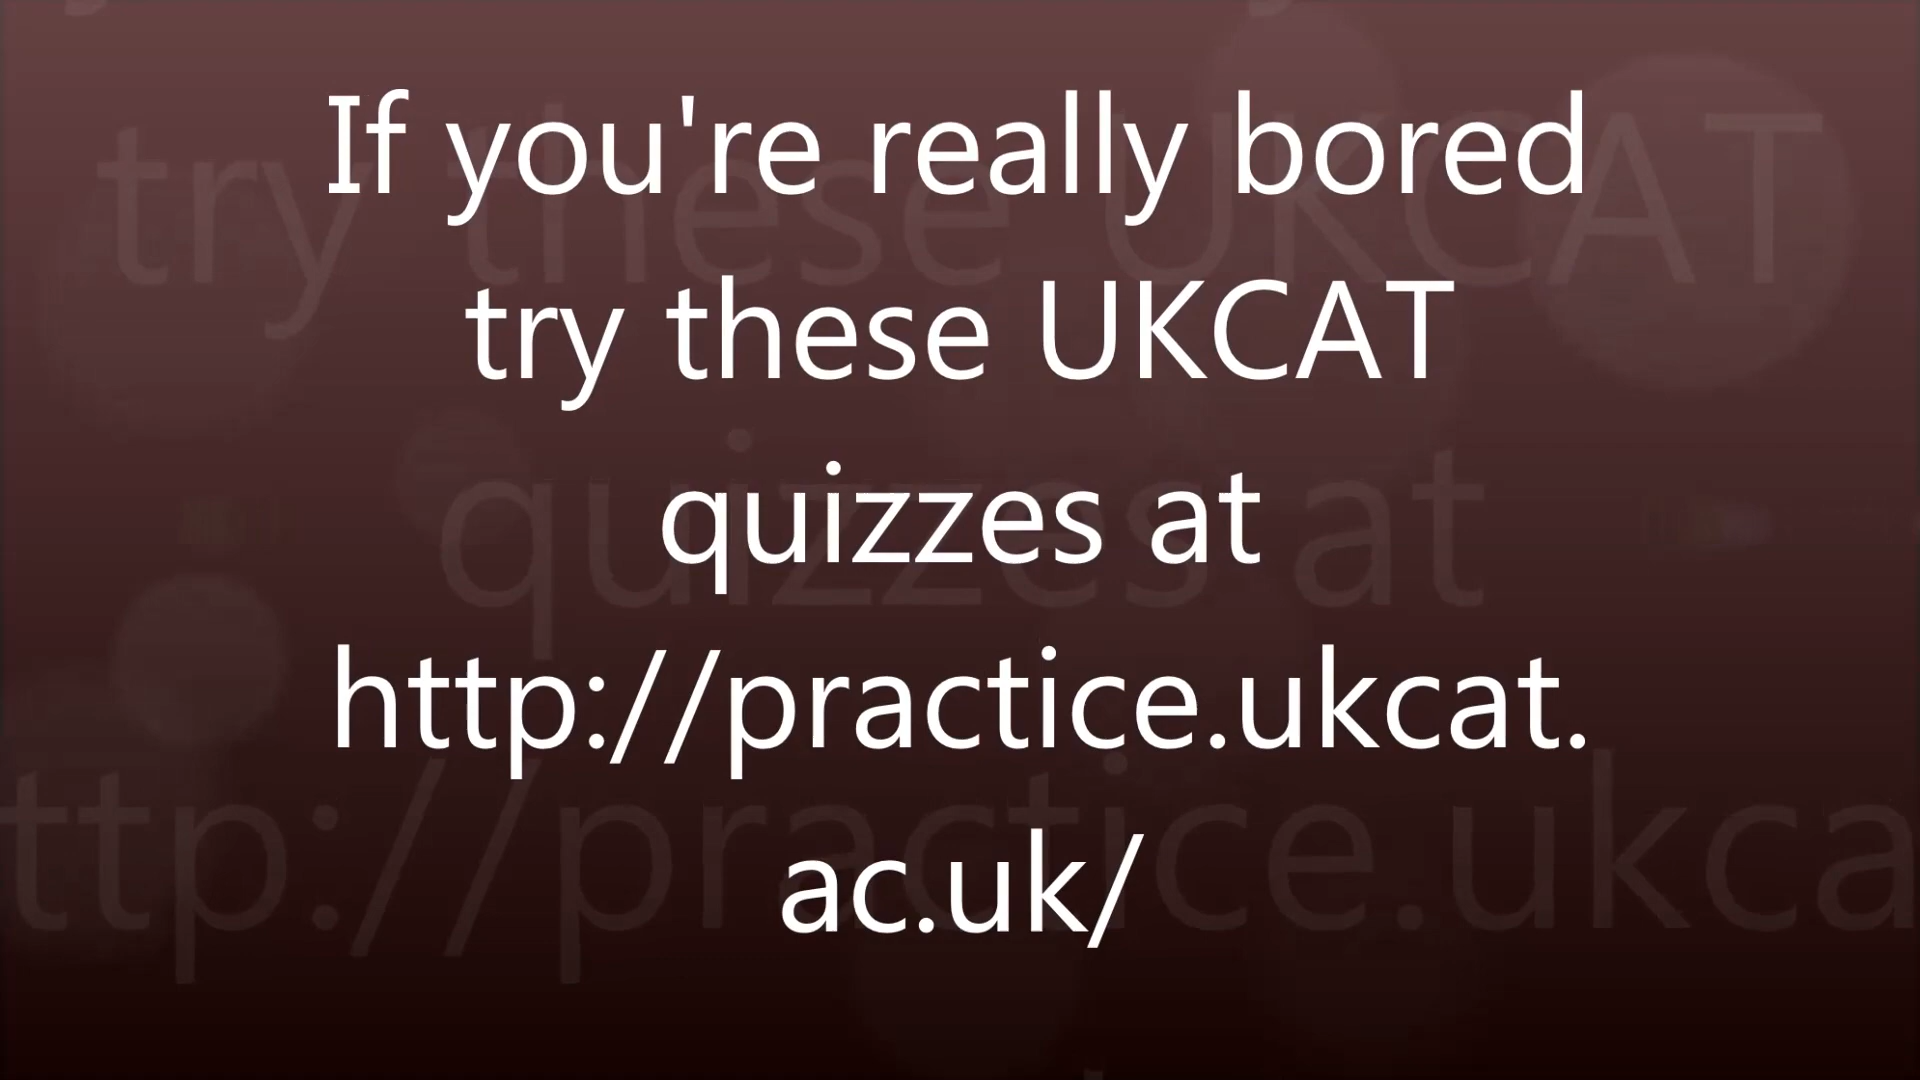 If you're really bored
try these UKCAT
quizzes at
http://practice.ukcat.
ac.uk/